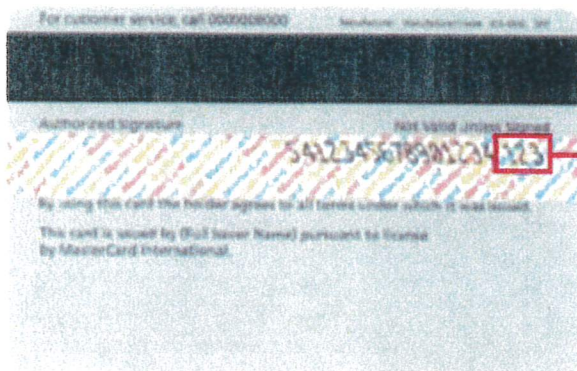 For customer service, call 0000000000
Authorized Signature Not Valid Unless Signed
5412345678901234 123
By using this card the holder agrees to all terms under which it was issued.
This card is issued by (Full Issuer Name) pursuant to license
by MasterCard International.